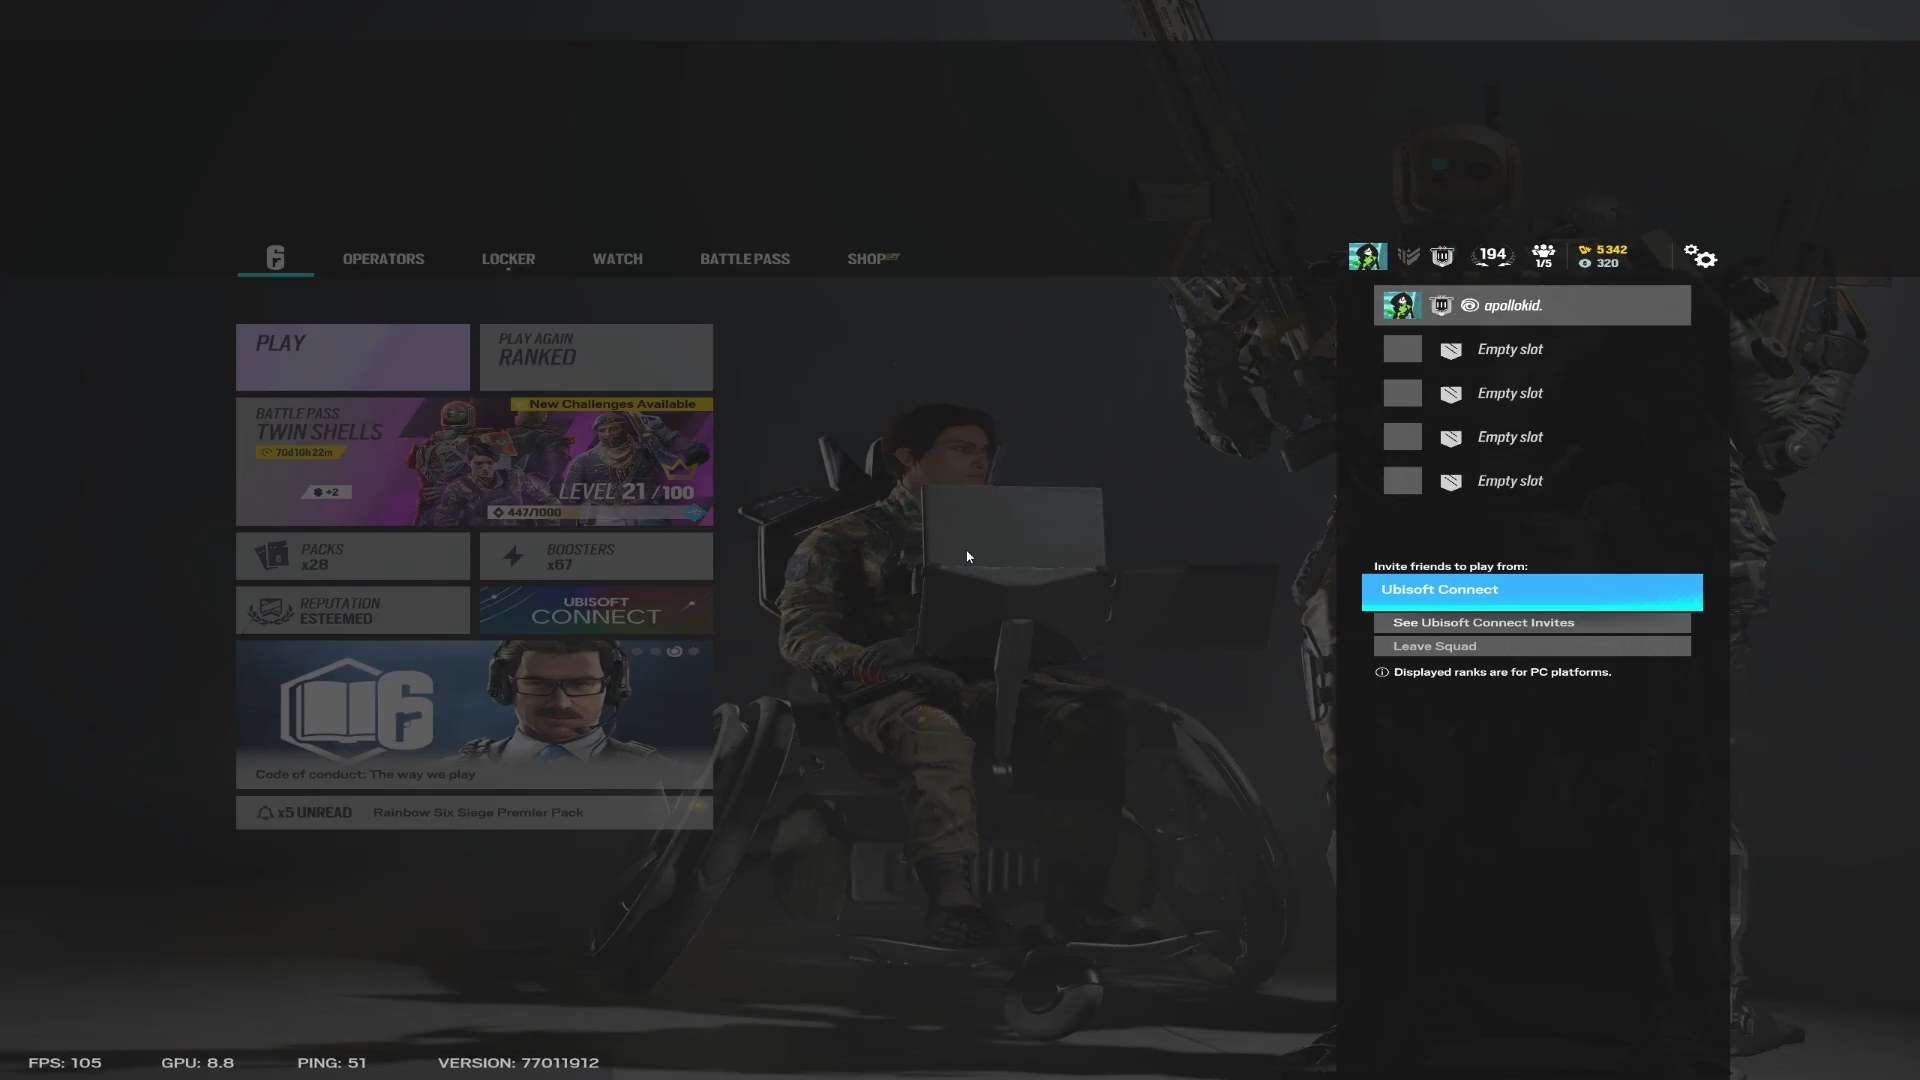 OPERATORS
LOCKER
WATCH
BATTLE PASS
SHOP
194
1/5
5 342
320
apollokid.
Empty slot
Empty slot
Empty slot
Empty slot
Invite friends to play from:
Ubisoft Connect
See Ubisoft Connect Invites
Leave Squad
Displayed ranks are for PC platforms.
PLAY
PLAY AGAIN
RANKED
New Challenges Available
BATTLE PASS
TWIN SHELLS
70d 10h 22m
+2
LEVEL 21 /100
447/1000
PACKS
x28
BOOSTERS
x67
REPUTATION
ESTEEMED
UBISOFT
CONNECT
6
Code of conduct: The way we play
x5 UNREAD Rainbow Six Siege Premier Pack
FPS: 105 GPU: 8.8 PING: 51 VERSION: 77011912